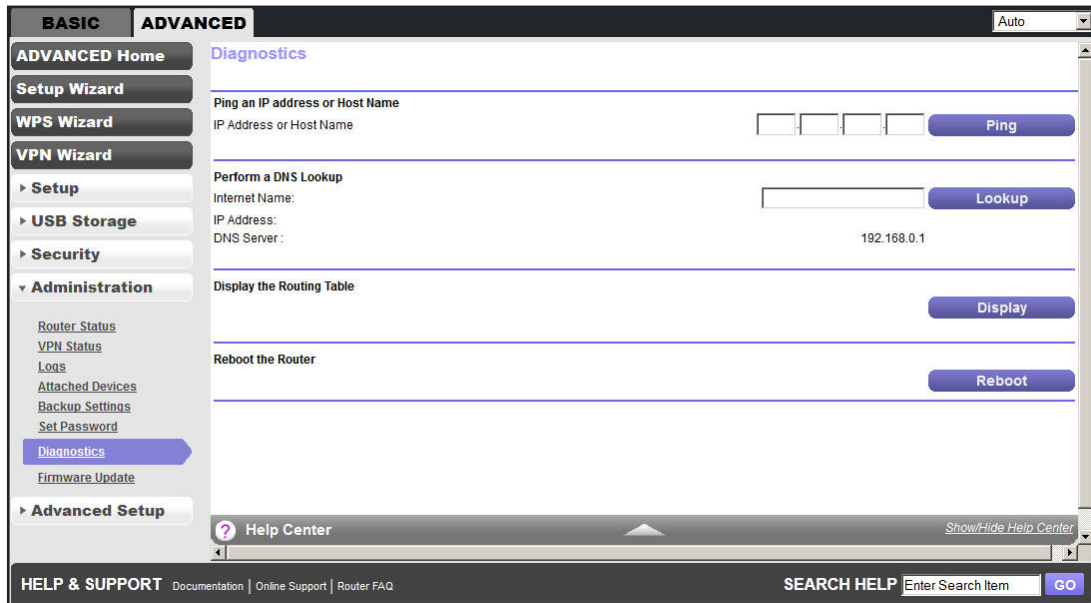 BASIC ADVANCED Auto
ADVANCED Home
Setup Wizard
WPS Wizard
VPN Wizard
Setup
USB Storage
Security
Administration
Router Status
VPN Status
Logs
Attached Devices
Backup Settings
Set Password
Diagnostics
Firmware Update
Advanced Setup
Diagnostics
Ping an IP address or Host Name
IP Address or Host Name . . . Ping
Perform a DNS Lookup
Internet Name: Lookup
IP Address:
DNS Server : 192.168.0.1
Display the Routing Table
Display
Reboot the Router
Reboot
? Help Center Show/Hide Help Center
HELP & SUPPORT Documentation | Online Support | Router FAQ SEARCH HELP Enter Search Item GO